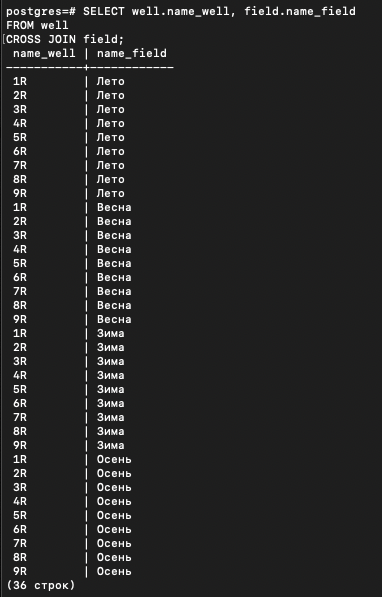 postgres=# SELECT well.name_well, field.name_field
FROM well
[CROSS JOIN field;
 name_well | name_field
-----------+------------
 1R        | Лето
 2R        | Лето
 3R        | Лето
 4R        | Лето
 5R        | Лето
 6R        | Лето
 7R        | Лето
 8R        | Лето
 9R        | Лето
 1R        | Весна
 2R        | Весна
 3R        | Весна
 4R        | Весна
 5R        | Весна
 6R        | Весна
 7R        | Весна
 8R        | Весна
 9R        | Весна
 1R        | Зима
 2R        | Зима
 3R        | Зима
 4R        | Зима
 5R        | Зима
 6R        | Зима
 7R        | Зима
 8R        | Зима
 9R        | Зима
 1R        | Осень
 2R        | Осень
 3R        | Осень
 4R        | Осень
 5R        | Осень
 6R        | Осень
 7R        | Осень
 8R        | Осень
 9R        | Осень
(36 строк)